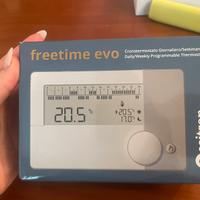 freetime evo
Cronotermostato Giornaliero/Settimanale
Daily/Weekly Programmable Thermostat
20.5
+20.5°
17.0°